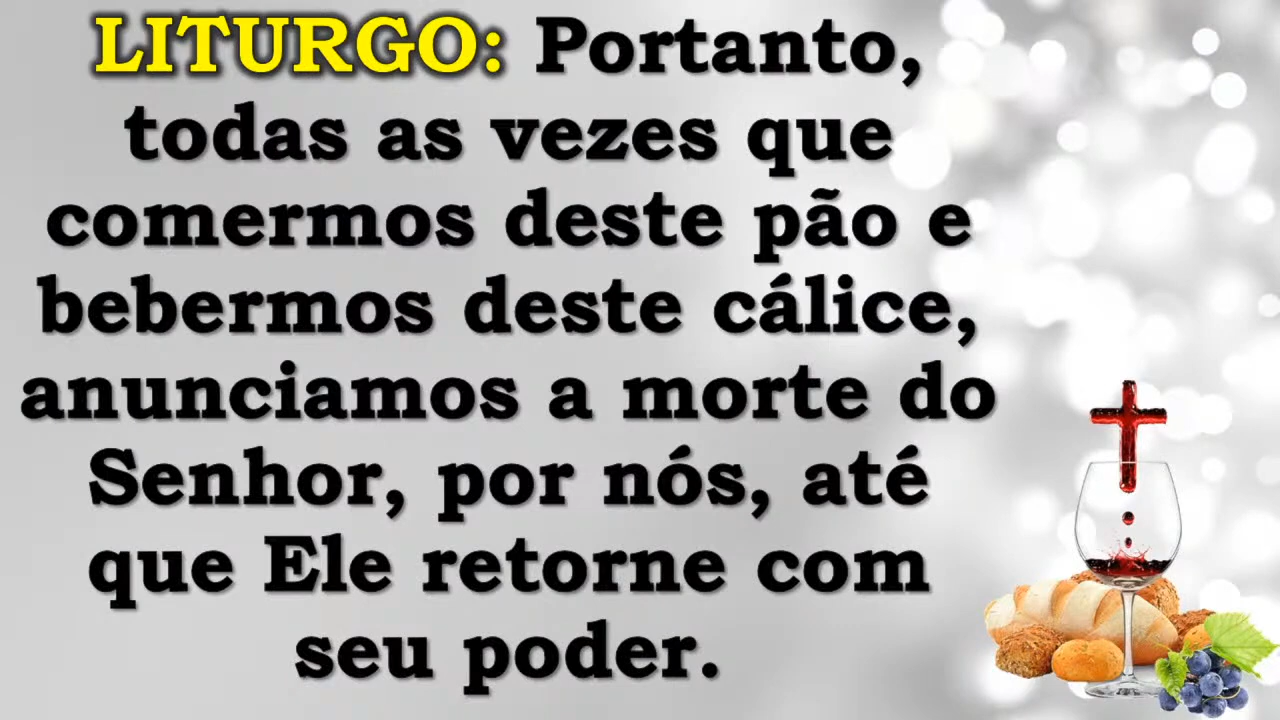 LITURGO: Portanto,
todas as vezes que
comermos deste pão e
bebermos deste cálice,
anunciamos a morte do
Senhor, por nós, até
que Ele retorne com
seu poder.